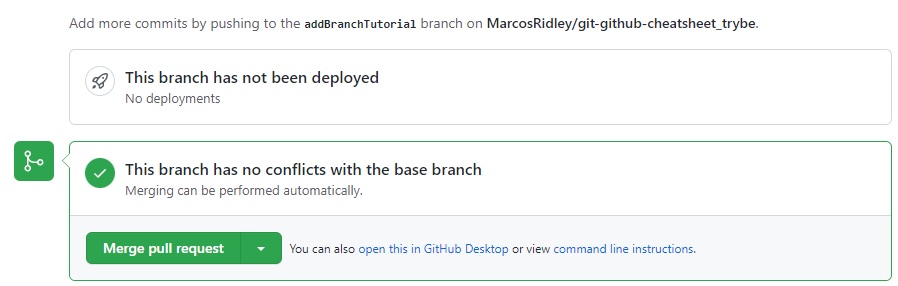 Add more commits by pushing to the addBranchTutorial branch on MarcosRidley/git-github-cheatsheet_trybe.
This branch has not been deployed
No deployments
This branch has no conflicts with the base branch
Merging can be performed automatically.
Merge pull request You can also open this in GitHub Desktop or view command line instructions.